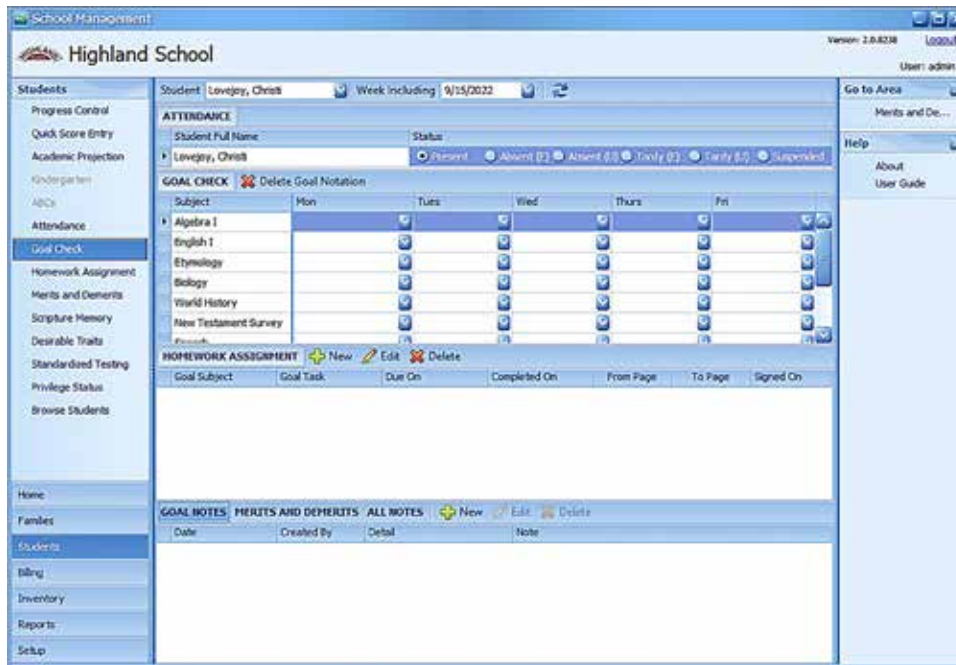 School Management
Highland School
Version: 2.0.8238 Logout
User: admin
Students
Progress Control
Quick Score Entry
Academic Projection
Kindergarten
ABCs
Attendance
Goal Check
Homework Assignment
Merits and Demerits
Scripture Memory
Desirable Traits
Standardized Testing
Privilege Status
Browse Students
Home
Families
Students
Billing
Inventory
Reports
Setup
Student Lovejoy, Christi Week Including 9/15/2022
ATTENDANCE
Student Full Name Status
Lovejoy, Christi Present Absent (E) Absent (U) Tardy (E) Tardy (U) Suspended
GOAL CHECK Delete Goal Notation
Subject Mon Tues Wed Thurs Fri
Algebra I
English I
Etymology
Biology
World History
New Testament Survey
HOMEWORK ASSIGNMENT New Edit Delete
Goal Subject Goal Task Due On Completed On From Page To Page Signed On
GOAL NOTES MERITS AND DEMERITS ALL NOTES New Edit Delete
Date Created By Detail Note
Go to Area
Merits and De...
Help
About
User Guide